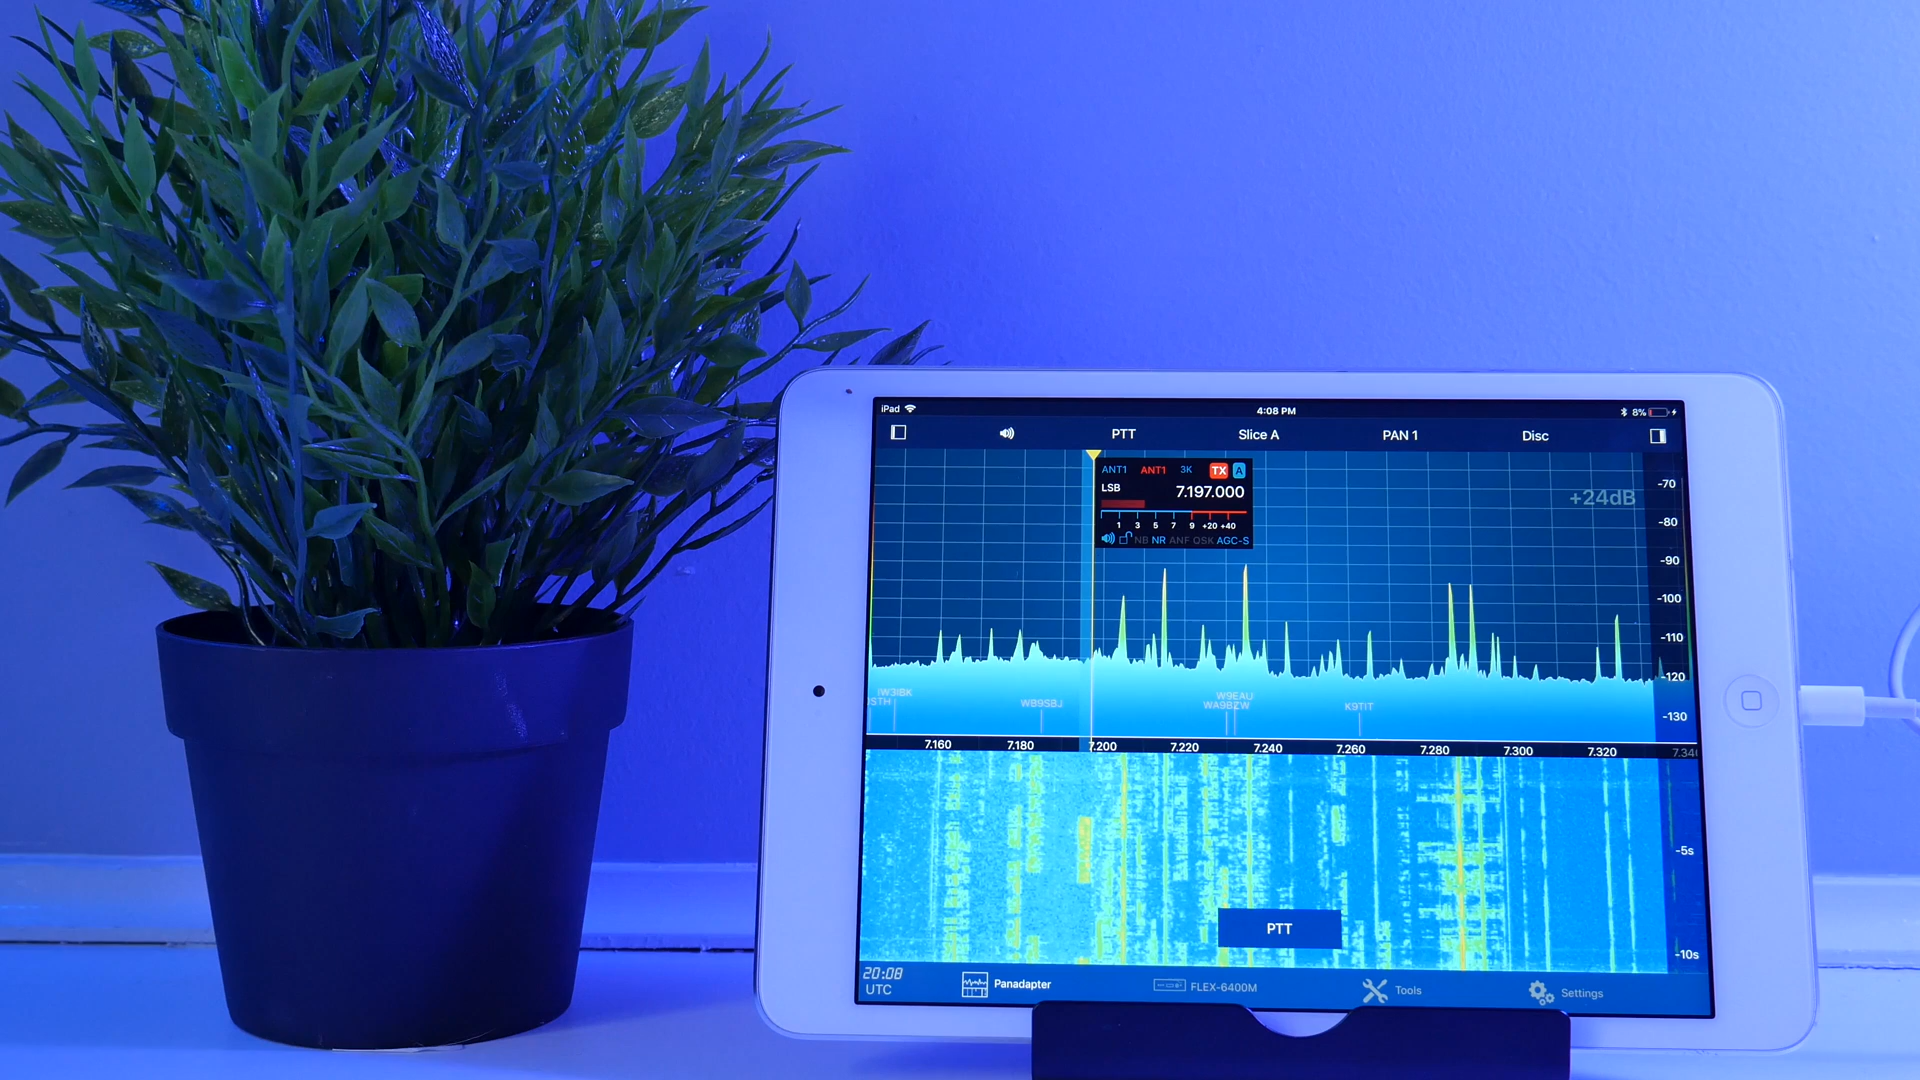 iPad 4:08 PM 8%
PTT Slice A PAN 1 Disc
ANT1 ANT1 3K TX A
LSB 7.197.000
1 3 5 7 9 +20 +40
NB NR ANF QSK AGC-S
+24dB
-70
-80
-90
-100
-110
-120
-130
IW3IBK
WB9SBJ
W9EAU
WA9BZW
K9TIT
7.160 7.180 7.200 7.220 7.240 7.260 7.280 7.300 7.320
-5s
-10s
PTT
20:08
UTC
Panadapter FLEX-6400M Tools Settings